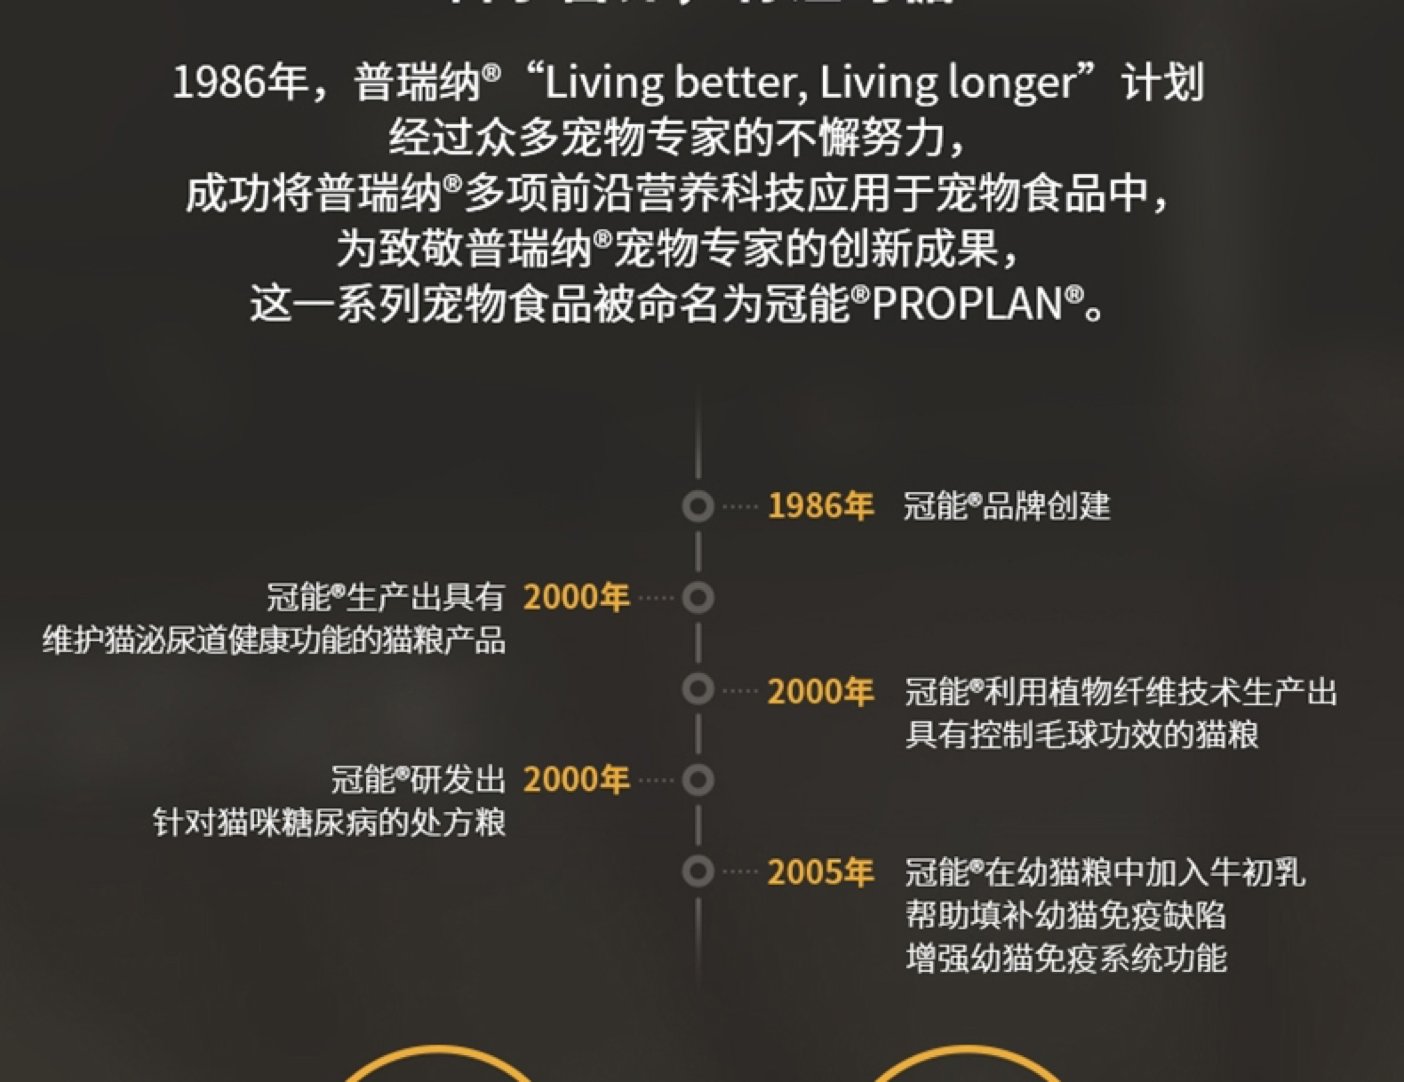 1986年，普瑞纳®“Living better, Living longer”计划
经过众多宠物专家的不懈努力，
成功将普瑞纳®多项前沿营养科技应用于宠物食品中，
为致敬普瑞纳®宠物专家的创新成果，
这一系列宠物食品被命名为冠能®PROPLAN®。
1986年 冠能®品牌创建
冠能®生产出具有 2000年
维护猫泌尿道健康功能的猫粮产品
2000年 冠能®利用植物纤维技术生产出
具有控制毛球功效的猫粮
冠能®研发出 2000年
针对猫咪糖尿病的处方粮
2005年 冠能®在幼猫粮中加入牛初乳
帮助填补幼猫免疫缺陷
增强幼猫免疫系统功能